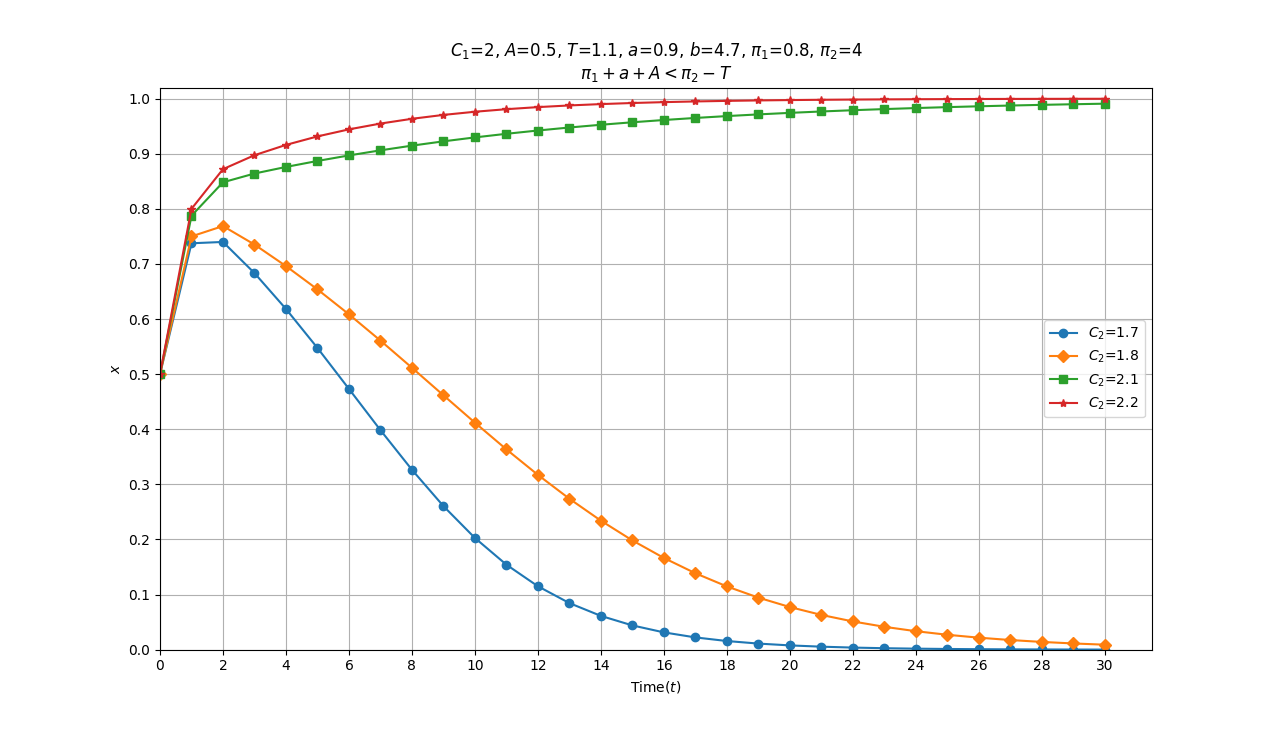 C₁=2, A=0.5, T=1.1, a=0.9, b=4.7, π₁=0.8, π₂=4
π₁ + a + A < π₂ − T
1.0
0.9
0.8
0.7
0.6
0.5
0.4
0.3
0.2
0.1
0.0
x
C₂=1.7
C₂=1.8
C₂=2.1
C₂=2.2
0 2 4 6 8 10 12 14 16 18 20 22 24 26 28 30
Time(t)